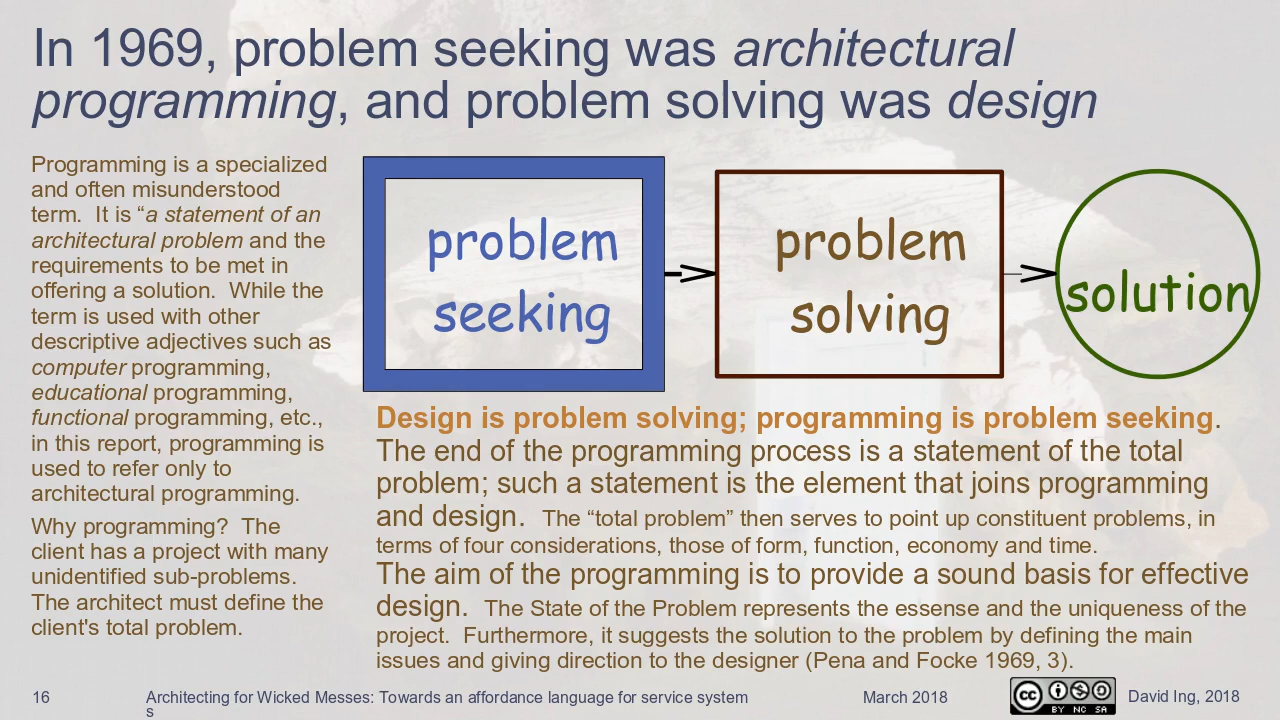 In 1969, problem seeking was architectural
programming, and problem solving was design
Programming is a specialized
and often misunderstood
term.  It is “a statement of an
architectural problem and the
requirements to be met in
offering a solution.  While the
term is used with other
descriptive adjectives such as
computer programming,
educational programming,
functional programming, etc.,
in this report, programming is
used to refer only to
architectural programming.
Why programming?  The
client has a project with many
unidentified sub-problems.
The architect must define the
client's total problem.
problem
seeking
problem
solving
solution
Design is problem solving; programming is problem seeking.
The end of the programming process is a statement of the total
problem; such a statement is the element that joins programming
and design.  The “total problem” then serves to point up constituent problems, in
terms of four considerations, those of form, function, economy and time.
The aim of the programming is to provide a sound basis for effective
design.  The State of the Problem represents the essense and the uniqueness of the
project.  Furthermore, it suggests the solution to the problem by defining the main
issues and giving direction to the designer (Pena and Focke 1969, 3).
16
Architecting for Wicked Messes: Towards an affordance language for service system
s
March 2018
cc
BY NC SA
David Ing, 2018